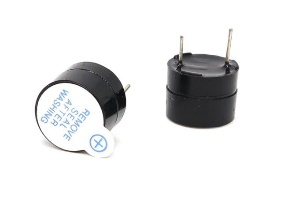 REMOVE
SEAL
AFTER
WASHING
+